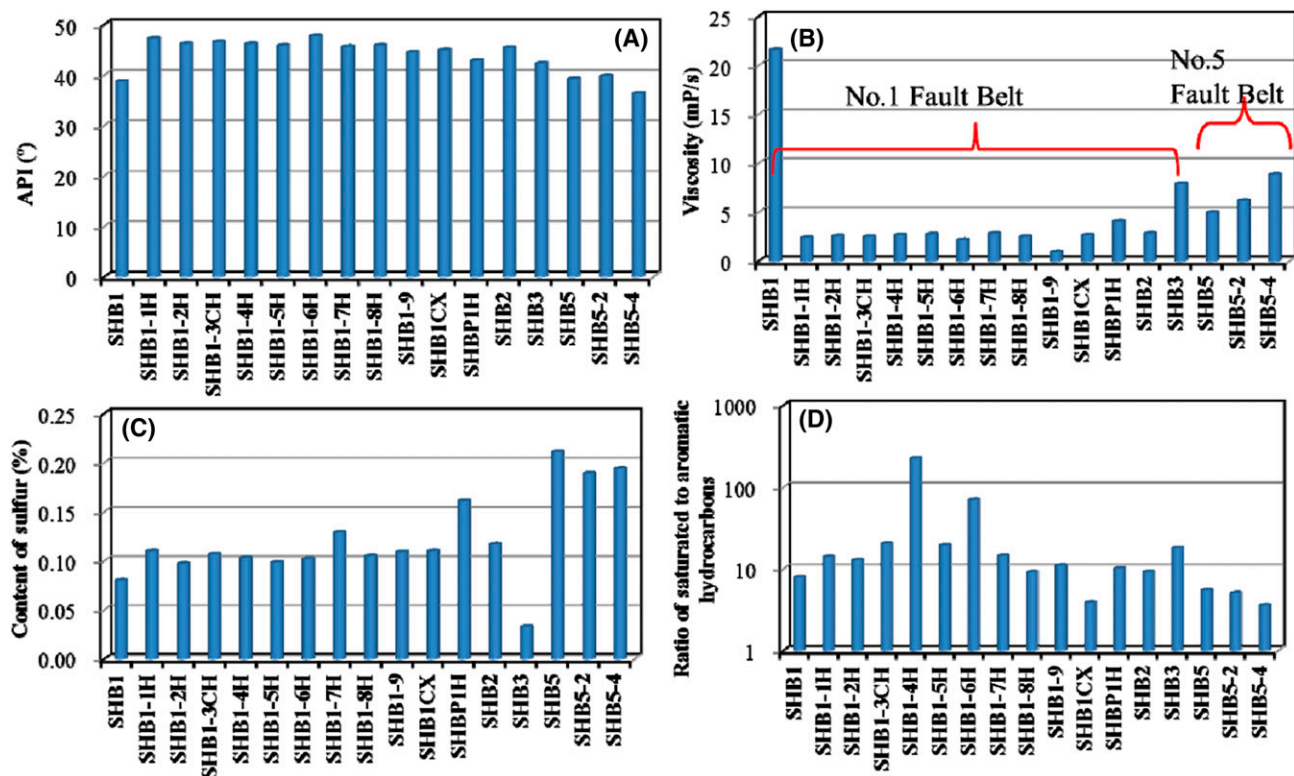 (A)
API (°)
50
40
30
20
10
0
SHB1
SHB1-1H
SHB1-2H
SHB1-3CH
SHB1-4H
SHB1-5H
SHB1-6H
SHB1-7H
SHB1-8H
SHB1-9
SHB1CX
SHBP1H
SHB2
SHB3
SHB5
SHB5-2
SHB5-4
(B)
No.1 Fault Belt
No.5
Fault Belt
Viscosity (mP/s)
25
20
15
10
5
0
SHB1
SHB1-1H
SHB1-2H
SHB1-3CH
SHB1-4H
SHB1-5H
SHB1-6H
SHB1-7H
SHB1-8H
SHB1-9
SHB1CX
SHBP1H
SHB2
SHB3
SHB5
SHB5-2
SHB5-4
(C)
Content of sulfur (%)
0.25
0.20
0.15
0.10
0.05
0.00
SHB1
SHB1-1H
SHB1-2H
SHB1-3CH
SHB1-4H
SHB1-5H
SHB1-6H
SHB1-7H
SHB1-8H
SHB1-9
SHB1CX
SHBP1H
SHB2
SHB3
SHB5
SHB5-2
SHB5-4
(D)
Ratio of saturated to aromatic
hydrocarbons
1000
100
10
1
SHB1
SHB1-1H
SHB1-2H
SHB1-3CH
SHB1-4H
SHB1-5H
SHB1-6H
SHB1-7H
SHB1-8H
SHB1-9
SHB1CX
SHBP1H
SHB2
SHB3
SHB5
SHB5-2
SHB5-4